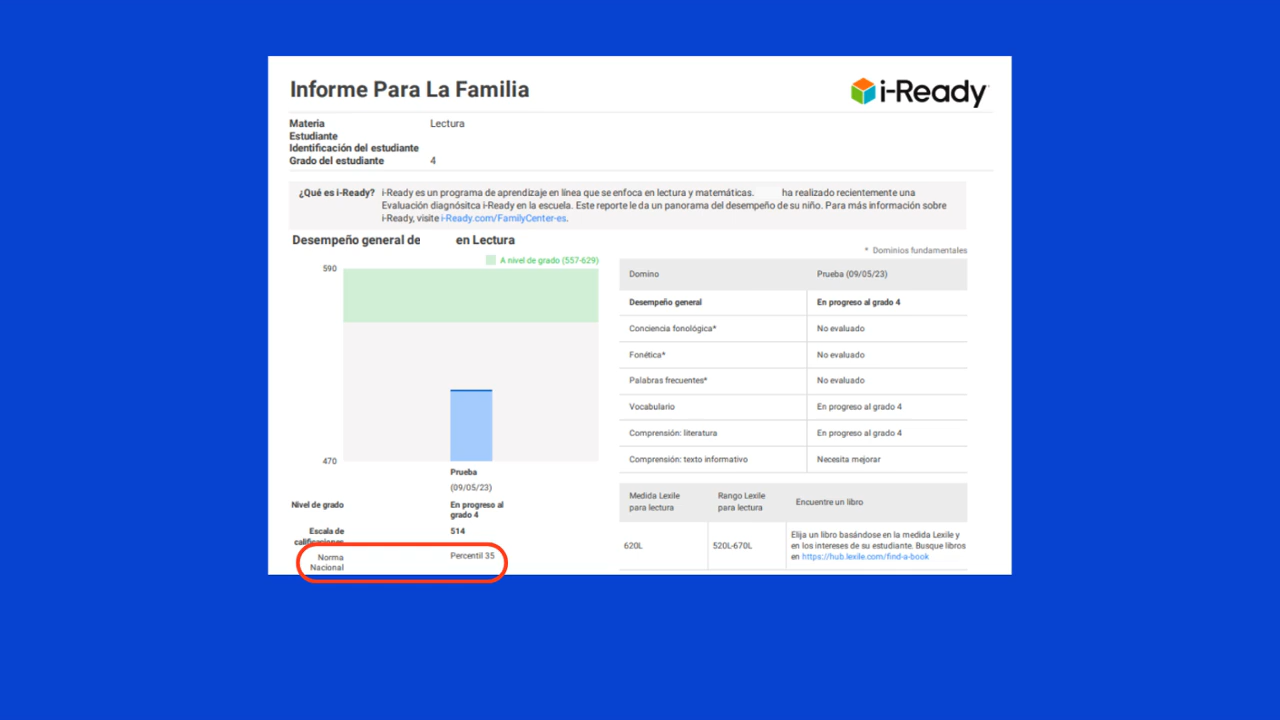 Informe Para La Familia
i-Ready
Materia Lectura
Estudiante
Identificación del estudiante
Grado del estudiante 4
¿Qué es i-Ready? i-Ready es un programa de aprendizaje en línea que se enfoca en lectura y matemáticas. ha realizado recientemente una
Evaluación diagnósitca i-Ready en la escuela. Este reporte le da un panorama del desempeño de su niño. Para más información sobre
i-Ready, visite i-Ready.com/FamilyCenter-es.
Desempeño general de en Lectura
A nivel de grado (557-629)
590
470
Prueba
(09/05/23)
Nivel de grado En progreso al
grado 4
Escala de 514
calificaciones
Norma Percentil 35
Nacional
* Dominios fundamentales
Domino Prueba (09/05/23)
Desempeño general En progreso al grado 4
Conciencia fonológica* No evaluado
Fonética* No evaluado
Palabras frecuentes* No evaluado
Vocabulario En progreso al grado 4
Comprensión: literatura En progreso al grado 4
Comprensión: texto informativo Necesita mejorar
Medida Lexile Rango Lexile Encuentre un libro
para lectura para lectura
620L 520L-670L Elija un libro basándose en la medida Lexile y
en los intereses de su estudiante. Busque libros
en https://hub.lexile.com/find-a-book